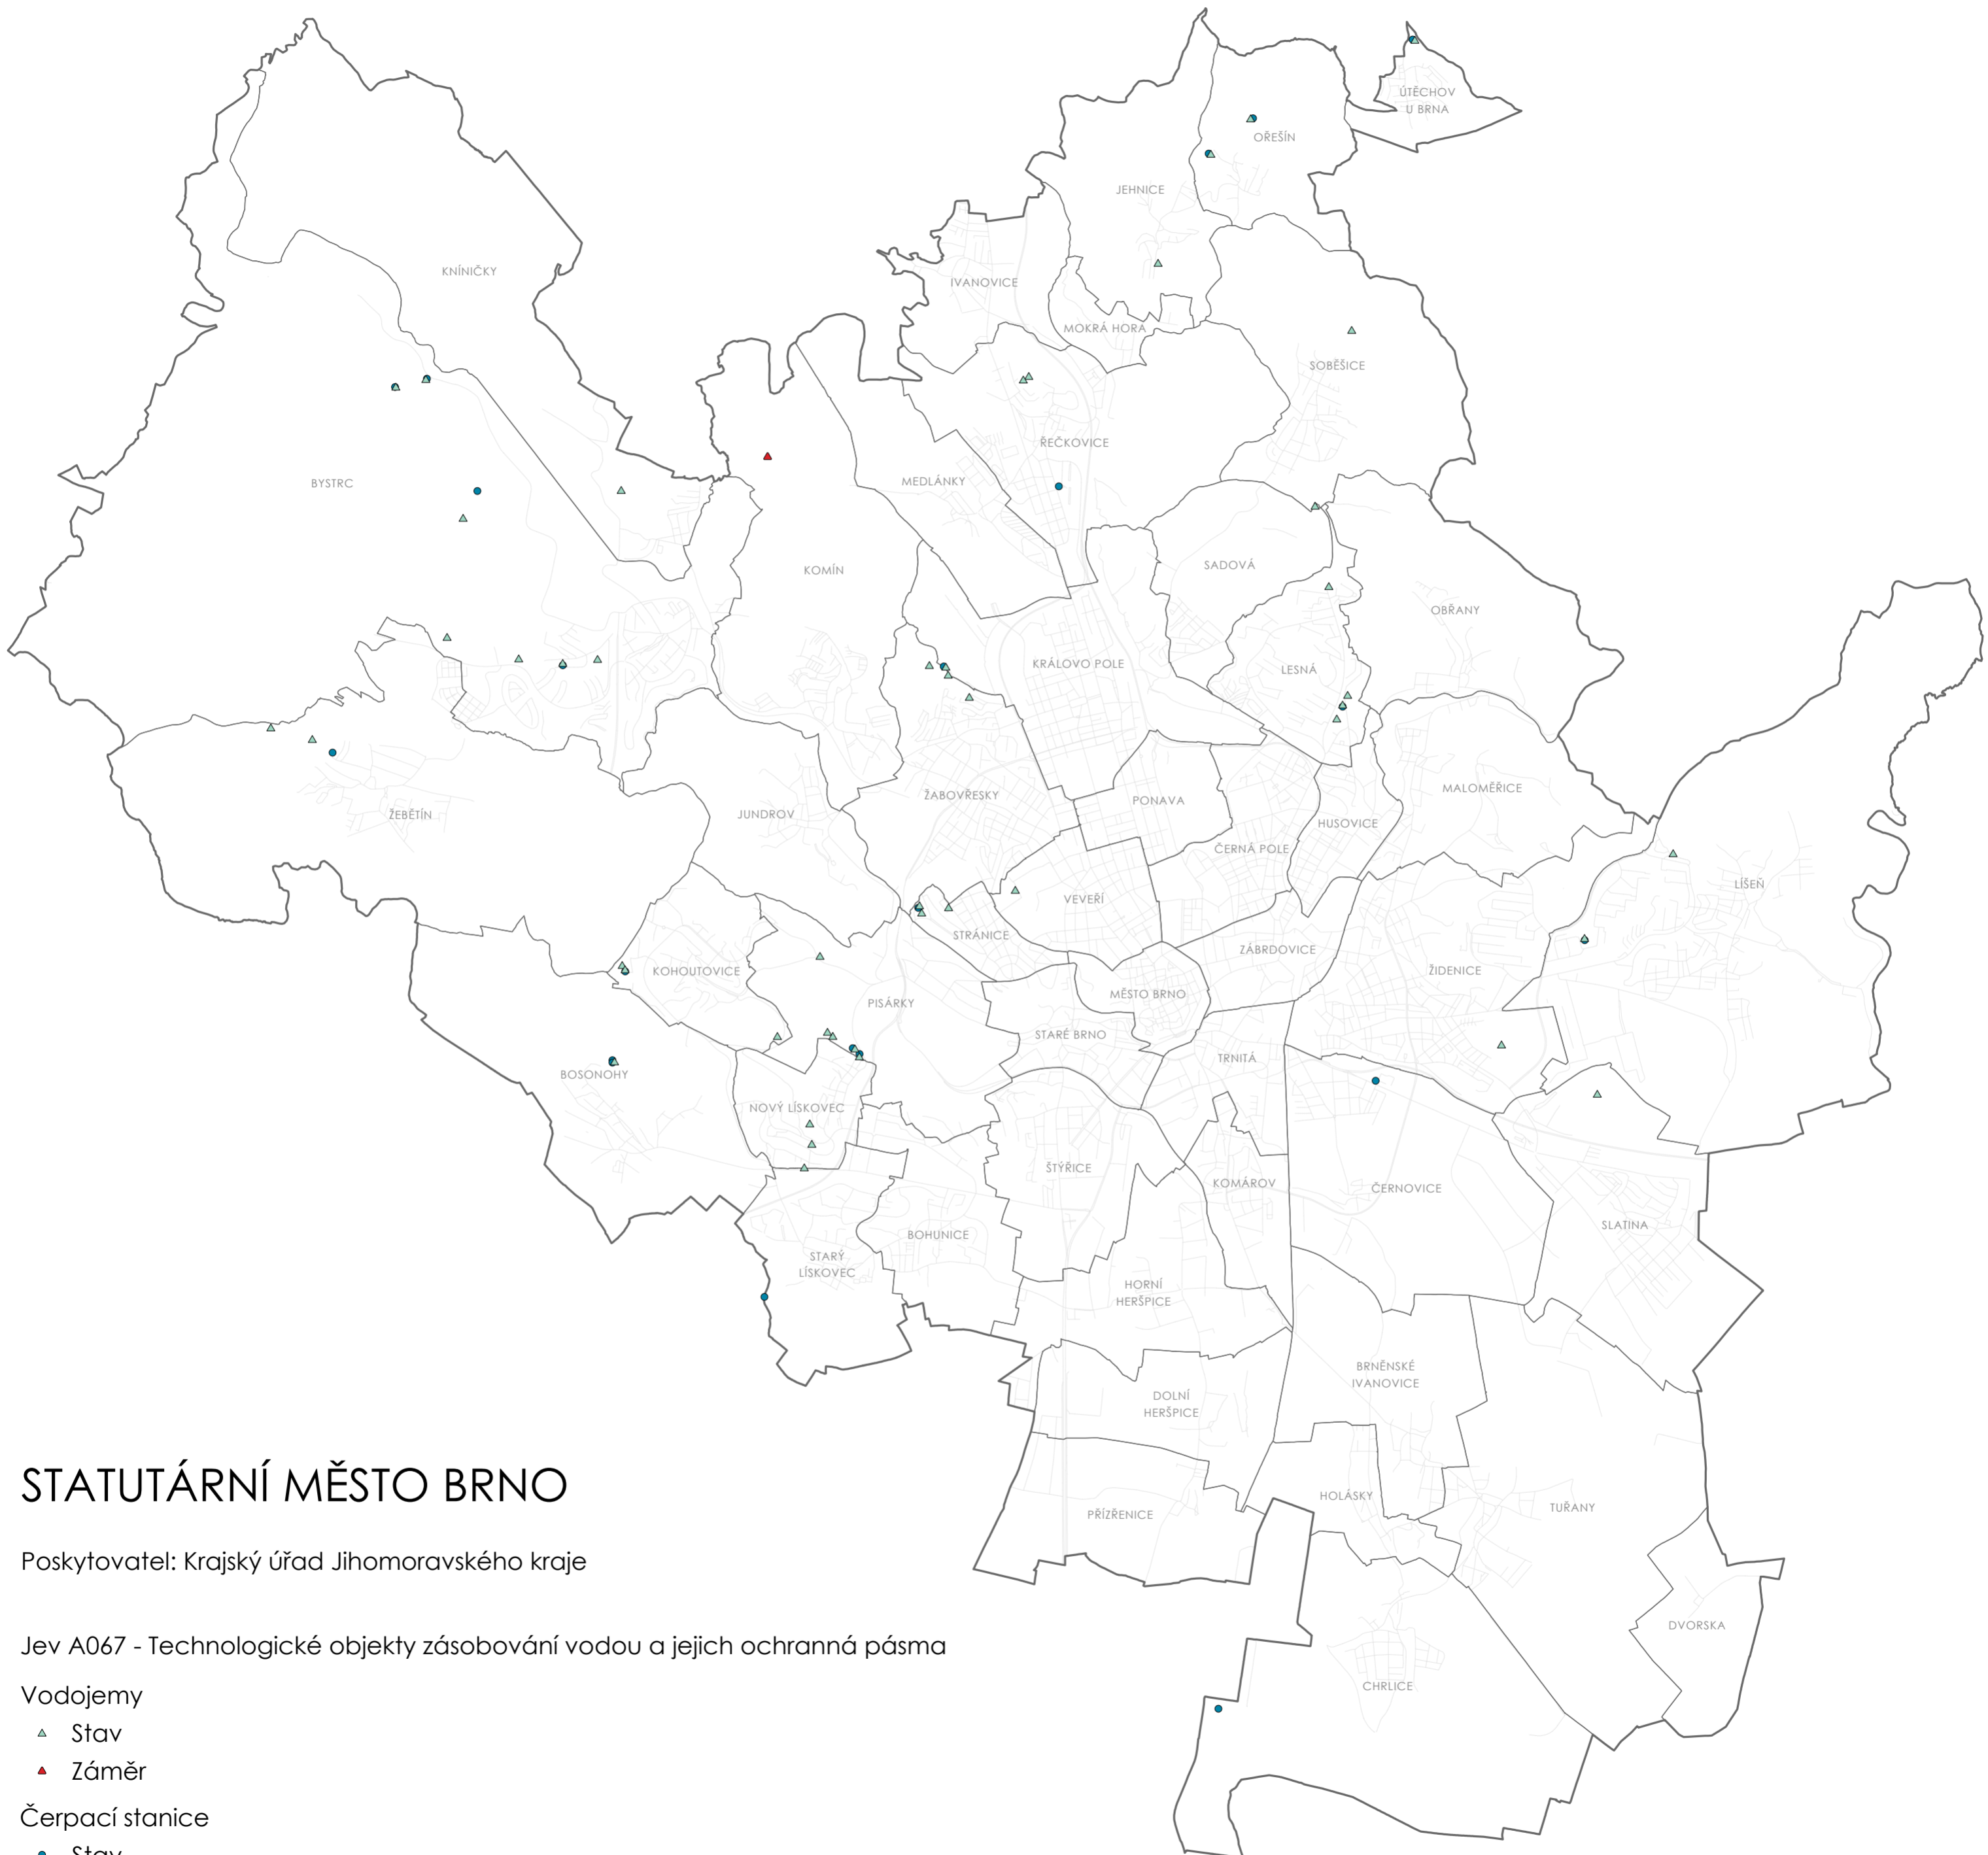 ÚTĚCHOV
U BRNA
OŘEŠÍN
JEHNICE
KNÍNIČKY
IVANOVICE
MOKRÁ HORA
SOBĚŠICE
ŘEČKOVICE
BYSTRC
MEDLÁNKY
KOMÍN
SADOVÁ
OBŘANY
KRÁLOVO POLE
LESNÁ
ŽABOVŘESKY
PONAVA
MALOMĚŘICE
ŽEBĚTÍN
JUNDROV
HUSOVICE
ČERNÁ POLE
LÍŠEŇ
VEVEŘÍ
STRÁNICE
ZÁBRDOVICE
KOHOUTOVICE
ŽIDENICE
MĚSTO BRNO
PISÁRKY
STARÉ BRNO
TRNITÁ
BOSONOHY
NOVÝ LÍSKOVEC
ŠTÝŘICE
KOMÁROV
ČERNOVICE
SLATINA
BOHUNICE
STARÝ
LÍSKOVEC
HORNÍ
HERŠPICE
BRNĚNSKÉ
IVANOVICE
DOLNÍ
HERŠPICE
HOLÁSKY
TUŘANY
PŘÍZŘENICE
DVORSKA
CHRLICE
STATUTÁRNÍ MĚSTO BRNO
Poskytovatel: Krajský úřad Jihomoravského kraje
Jev A067 - Technologické objekty zásobování vodou a jejich ochranná pásma
Vodojemy
Stav
Záměr
Čerpací stanice
Stav